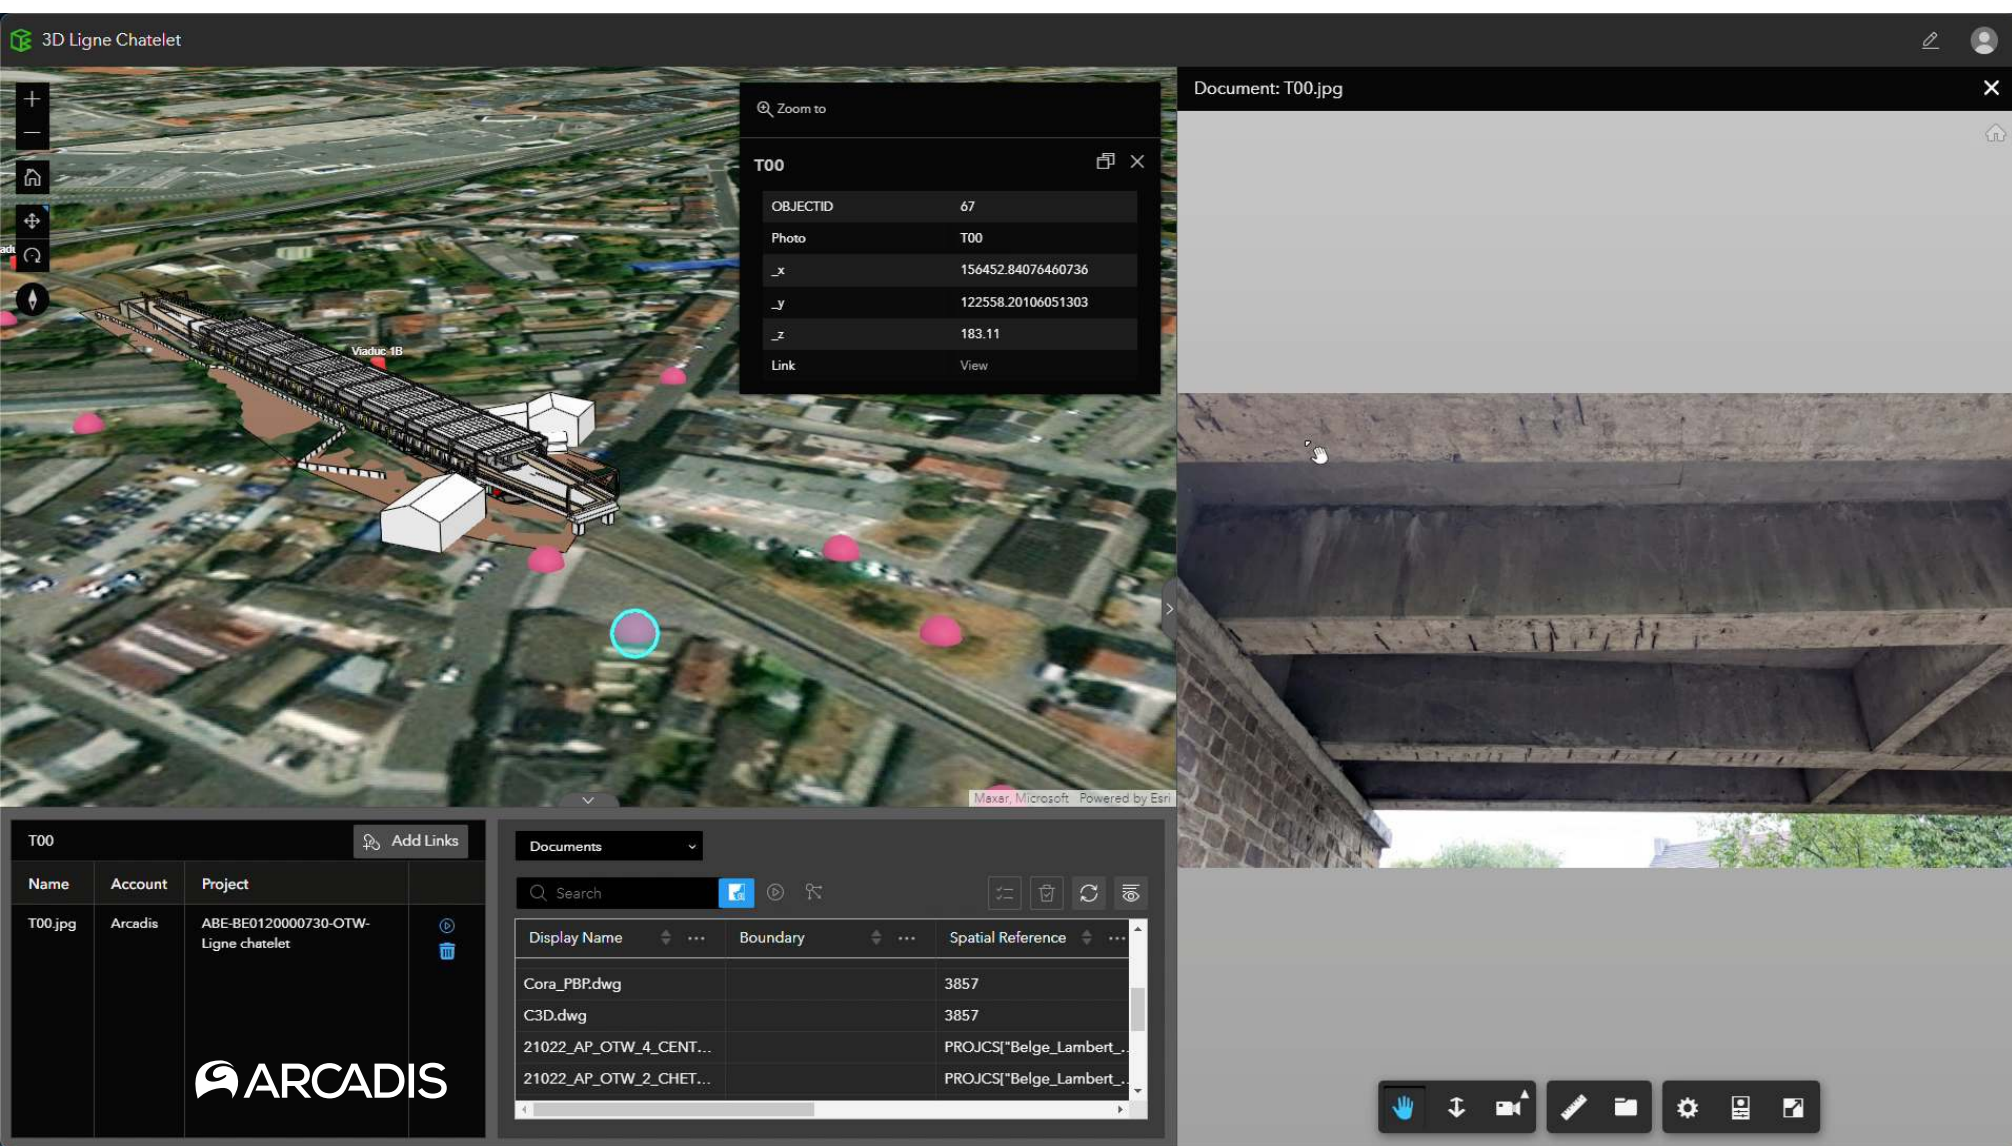 3D Ligne Chatelet
Zoom to
T00
OBJECTID 67
Photo T00
_x 156452.84076460736
_y 122558.20106051303
_z 183.11
Link View
Viaduc 1B
Maxar, Microsoft Powered by Esri
Document: T00.jpg
T00 Add Links
Name Account Project
T00.jpg Arcadis ABE-BE0120000730-OTW-
Ligne chatelet
ARCADIS
Documents
Search
Display Name Boundary Spatial Reference
Cora_PBP.dwg 3857
C3D.dwg 3857
21022_AP_OTW_4_CENT... PROJCS["Belge_Lambert_..
21022_AP_OTW_2_CHET... PROJCS["Belge_Lambert_..